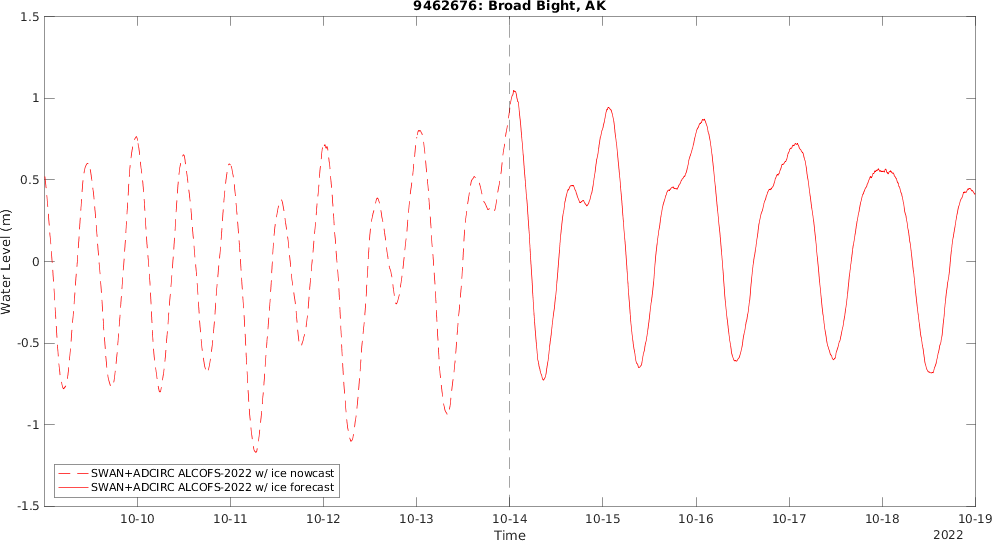 9462676: Broad Bight, AK
1.5
1
0.5
0
-0.5
-1
-1.5
Water Level (m)
SWAN+ADCIRC ALCOFS-2022 w/ ice nowcast
SWAN+ADCIRC ALCOFS-2022 w/ ice forecast
10-10 10-11 10-12 10-13 10-14 10-15 10-16 10-17 10-18 10-19
Time
2022